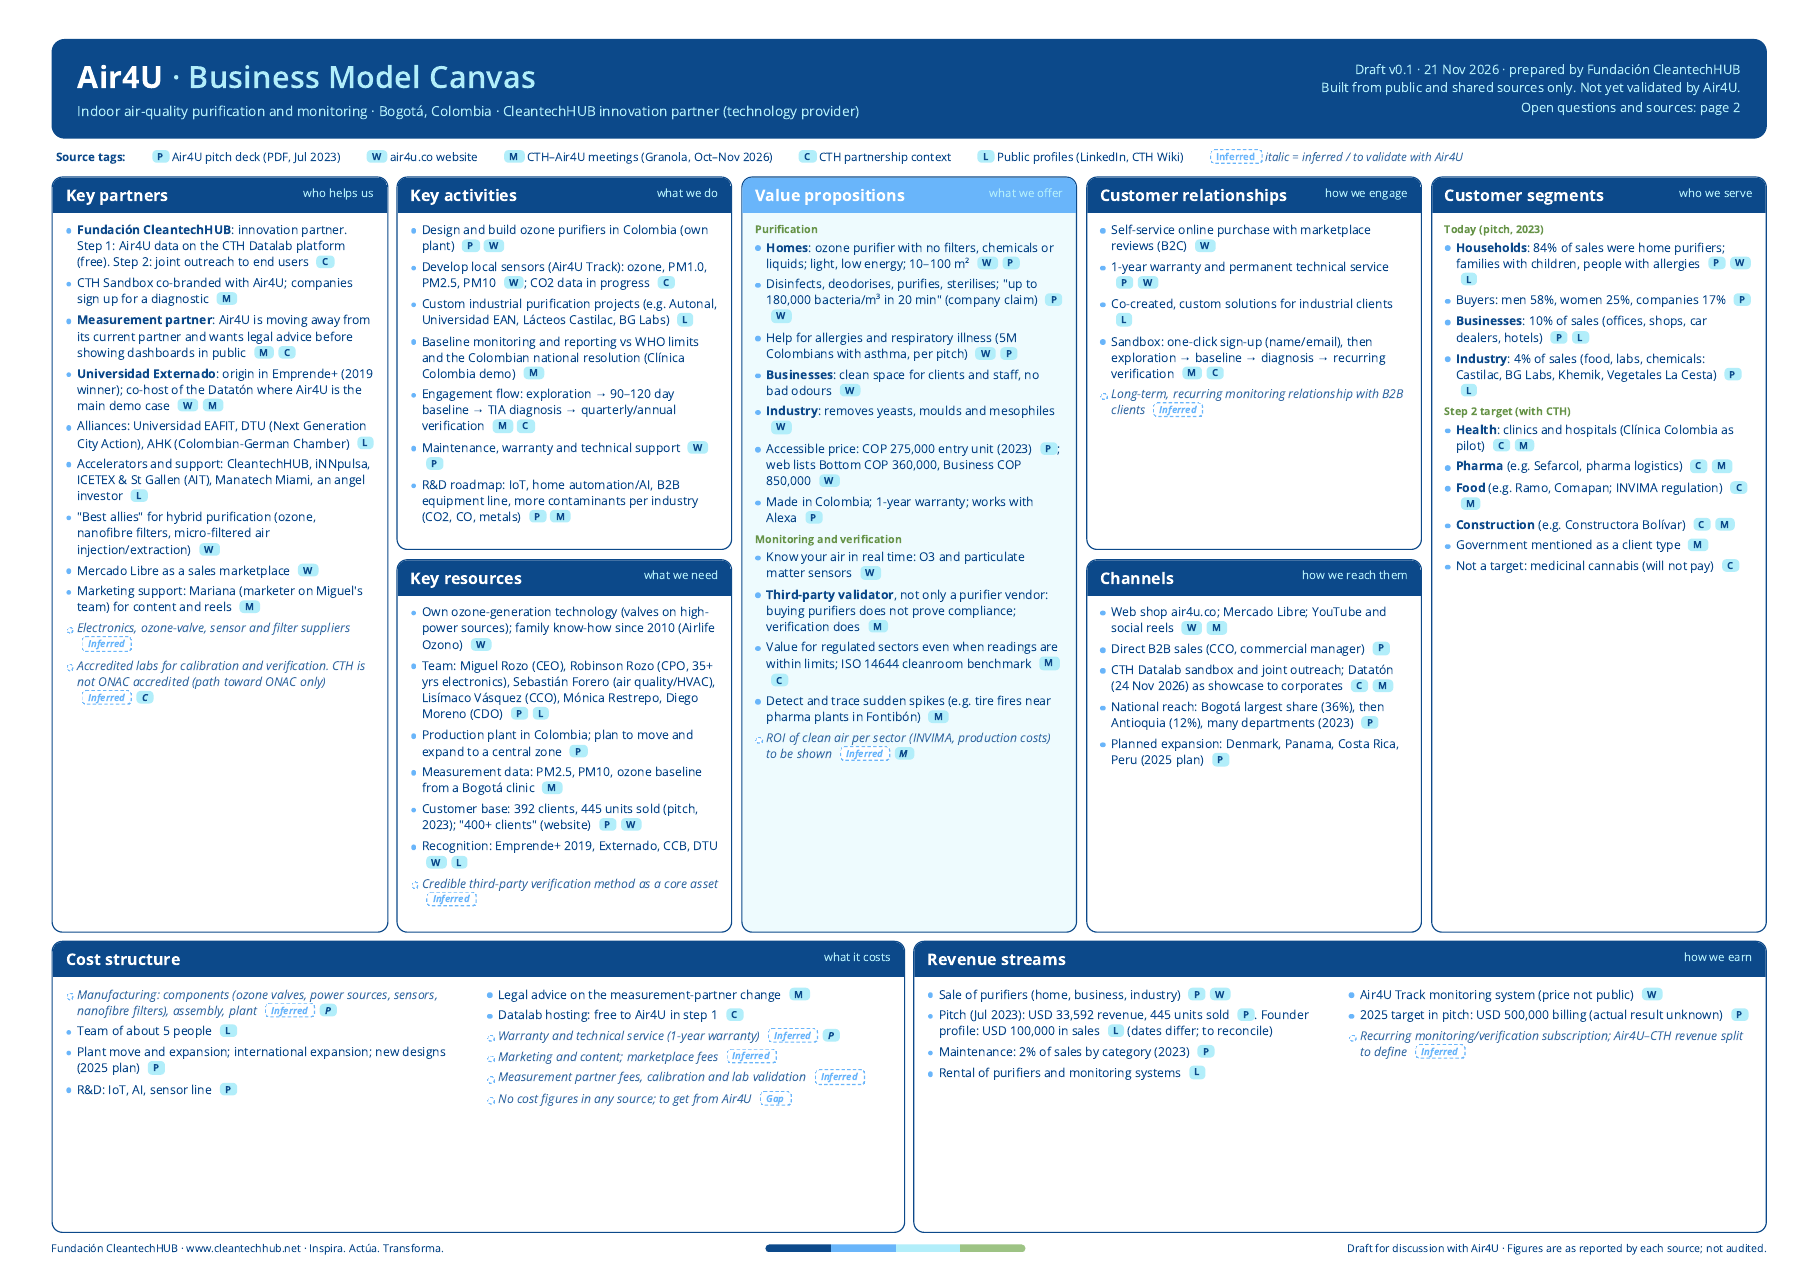 Air4U · Business Model Canvas
Indoor air-quality purification and monitoring · Bogotá, Colombia · CleantechHUB innovation partner (technology provider)
Draft v0.1 · 21 Nov 2026 · prepared by Fundación CleantechHUB
Built from public and shared sources only. Not yet validated by Air4U.
Open questions and sources: page 2
Source tags: P Air4U pitch deck (PDF, Jul 2023) W air4u.co website M CTH–Air4U meetings (Granola, Oct–Nov 2026) C CTH partnership context L Public profiles (LinkedIn, CTH Wiki) Inferred italic = inferred / to validate with Air4U
Key partners who helps us
Fundación CleantechHUB: innovation partner.
Step 1: Air4U data on the CTH Datalab platform
(free). Step 2: joint outreach to end users C
CTH Sandbox co-branded with Air4U; companies
sign up for a diagnostic M
Measurement partner: Air4U is moving away from
its current partner and wants legal advice before
showing dashboards in public M C
Universidad Externado: origin in Emprende+ (2019
winner); co-host of the Datatón where Air4U is the
main demo case W M
Alliances: Universidad EAFIT, DTU (Next Generation
City Action), AHK (Colombian-German Chamber) L
Accelerators and support: CleantechHUB, iNNpulsa,
ICETEX & St Gallen (AIT), Manatech Miami, an angel
investor L
"Best allies" for hybrid purification (ozone,
nanofibre filters, micro-filtered air
injection/extraction) W
Mercado Libre as a sales marketplace W
Marketing support: Mariana (marketer on Miguel's
team) for content and reels M
Electronics, ozone-valve, sensor and filter suppliers
Inferred
Accredited labs for calibration and verification. CTH is
not ONAC accredited (path toward ONAC only)
Inferred C
Key activities what we do
Design and build ozone purifiers in Colombia (own
plant) P W
Develop local sensors (Air4U Track): ozone, PM1.0,
PM2.5, PM10 W; CO2 data in progress C
Custom industrial purification projects (e.g. Autonal,
Universidad EAN, Lácteos Castilac, BG Labs) L
Baseline monitoring and reporting vs WHO limits
and the Colombian national resolution (Clínica
Colombia demo) M
Engagement flow: exploration → 90–120 day
baseline → TIA diagnosis → quarterly/annual
verification M C
Maintenance, warranty and technical support W
P
R&D roadmap: IoT, home automation/AI, B2B
equipment line, more contaminants per industry
(CO2, CO, metals) P M
Key resources what we need
Own ozone-generation technology (valves on high-
power sources); family know-how since 2010 (Airlife
Ozono) W
Team: Miguel Rozo (CEO), Robinson Rozo (CPO, 35+
yrs electronics), Sebastián Forero (air quality/HVAC),
Lisímaco Vásquez (CCO), Mónica Restrepo, Diego
Moreno (CDO) P L
Production plant in Colombia; plan to move and
expand to a central zone P
Measurement data: PM2.5, PM10, ozone baseline
from a Bogotá clinic M
Customer base: 392 clients, 445 units sold (pitch,
2023); "400+ clients" (website) P W
Recognition: Emprende+ 2019, Externado, CCB, DTU
W L
Credible third-party verification method as a core asset
Inferred
Value propositions what we offer
Purification
Homes: ozone purifier with no filters, chemicals or
liquids; light, low energy; 10–100 m² W P
Disinfects, deodorises, purifies, sterilises; "up to
180,000 bacteria/m³ in 20 min" (company claim) P
W
Help for allergies and respiratory illness (5M
Colombians with asthma, per pitch) W P
Businesses: clean space for clients and staff, no
bad odours W
Industry: removes yeasts, moulds and mesophiles
W
Accessible price: COP 275,000 entry unit (2023) P;
web lists Bottom COP 360,000, Business COP
850,000 W
Made in Colombia; 1-year warranty; works with
Alexa P
Monitoring and verification
Know your air in real time: O3 and particulate
matter sensors W
Third-party validator, not only a purifier vendor:
buying purifiers does not prove compliance;
verification does M
Value for regulated sectors even when readings are
within limits; ISO 14644 cleanroom benchmark M
C
Detect and trace sudden spikes (e.g. tire fires near
pharma plants in Fontibón) M
ROI of clean air per sector (INVIMA, production costs)
to be shown Inferred M
Customer relationships how we engage
Self-service online purchase with marketplace
reviews (B2C) W
1-year warranty and permanent technical service
P W
Co-created, custom solutions for industrial clients
L
Sandbox: one-click sign-up (name/email), then
exploration → baseline → diagnosis → recurring
verification M C
Long-term, recurring monitoring relationship with B2B
clients Inferred
Channels how we reach them
Web shop air4u.co; Mercado Libre; YouTube and
social reels W M
Direct B2B sales (CCO, commercial manager) P
CTH Datalab sandbox and joint outreach; Datatón
(24 Nov 2026) as showcase to corporates C M
National reach: Bogotá largest share (36%), then
Antioquia (12%), many departments (2023) P
Planned expansion: Denmark, Panama, Costa Rica,
Peru (2025 plan) P
Customer segments who we serve
Today (pitch, 2023)
Households: 84% of sales were home purifiers;
families with children, people with allergies P W
L
Buyers: men 58%, women 25%, companies 17% P
Businesses: 10% of sales (offices, shops, car
dealers, hotels) P L
Industry: 4% of sales (food, labs, chemicals:
Castilac, BG Labs, Khemik, Vegetales La Cesta) P
L
Step 2 target (with CTH)
Health: clinics and hospitals (Clínica Colombia as
pilot) C M
Pharma (e.g. Sefarcol, pharma logistics) C M
Food (e.g. Ramo, Comapan; INVIMA regulation) C
M
Construction (e.g. Constructora Bolívar) C M
Government mentioned as a client type M
Not a target: medicinal cannabis (will not pay) C
Cost structure what it costs
Manufacturing: components (ozone valves, power sources, sensors,
nanofibre filters), assembly, plant Inferred P
Team of about 5 people L
Plant move and expansion; international expansion; new designs
(2025 plan) P
R&D: IoT, AI, sensor line P
Legal advice on the measurement-partner change M
Datalab hosting: free to Air4U in step 1 C
Warranty and technical service (1-year warranty) Inferred P
Marketing and content; marketplace fees Inferred
Measurement partner fees, calibration and lab validation Inferred
No cost figures in any source; to get from Air4U Gap
Revenue streams how we earn
Sale of purifiers (home, business, industry) P W
Pitch (Jul 2023): USD 33,592 revenue, 445 units sold P. Founder
profile: USD 100,000 in sales L (dates differ; to reconcile)
Maintenance: 2% of sales by category (2023) P
Rental of purifiers and monitoring systems L
Air4U Track monitoring system (price not public) W
2025 target in pitch: USD 500,000 billing (actual result unknown) P
Recurring monitoring/verification subscription; Air4U–CTH revenue split
to define Inferred
Fundación CleantechHUB · www.cleantechhub.net · Inspira. Actúa. Transforma.
Draft for discussion with Air4U · Figures are as reported by each source; not audited.